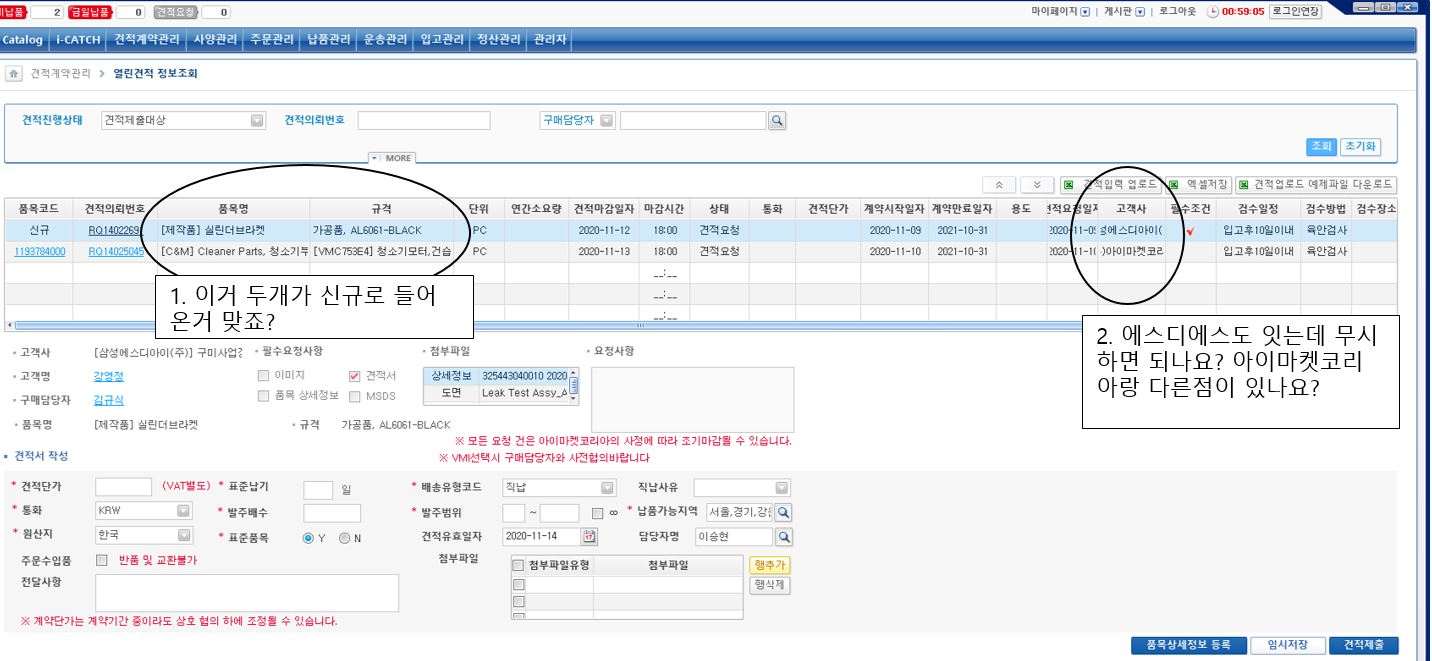 미납품 2 금일납품 0 견적요청 0 마이페이지 | 게시판 | 로그아웃 00:59:05 로그인연장
Catalog i-CATCH 견적계약관리 사양관리 주문관리 납품관리 운송관리 입고관리 정산관리 관리자
견적계약관리 > 열린견적 정보조회
견적진행상태 견적제출대상 견적의뢰번호 구매담당자
조회 초기화
MORE
견적입력 업로드 엑셀저장 견적업로드 예제파일 다운로드
품목코드 견적의뢰번호 품목명 규격 단위 연간소요량 견적마감일자 마감시간 상태 통화 견적단가 계약시작일자 계약만료일자 용도 견적요청일자 고객사 필수조건 검수일정 검수방법 검수장소
신규 RQ1402269 [제작품] 실린더브라켓 가공품, AL6061-BLACK PC 2020-11-12 18:00 견적요청 2020-11-09 2021-10-31 2020-11-09 성에스디아이( 입고후10일이내 육안검사
1193784000 RQ14025045 [C&M] Cleaner Parts, 청소기부 [VMC753E4] 청소기모터,건습 PC 2020-11-13 18:00 견적요청 2020-11-10 2021-10-31 2020-11-10 )아이마켓코리 입고후10일이내 육안검사
__:__
__:__
__:__
1. 이거 두개가 신규로 들어
온거 맞죠?
2. 에스디에스도 잇는데 무시
하면 되나요? 아이마켓코리
아랑 다른점이 있나요?
고객사 [삼성에스디아이(주)] 구미사업장 필수요청사항 첨부파일 요청사항
고객명 강영정 이미지 견적서 상세정보 325443040010 2020
구매담당자 김규식 품목 상세정보 MSDS 도면 Leak Test Assy_A
품목명 [제작품] 실린더브라켓 규격 가공품, AL6061-BLACK
※ 모든 요청 건은 아이마켓코리아의 사정에 따라 조기마감될 수 있습니다.
※ VMI선택시 구매담당자와 사전협의바랍니다
견적서 작성
* 견적단가 (VAT별도) * 표준납기 일 * 배송유형코드 직납 직납사유
* 통화 KRW * 발주배수 * 발주범위 ~ ∞ * 납품가능지역 서울,경기,강원
* 원산지 한국 * 표준품목 Y N 견적유효일자 2020-11-14 담당자명 이승현
주문수입품 반품 및 교환불가 첨부파일 첨부파일유형 첨부파일 행추가
전달사항 행삭제
※ 계약단가는 계약기간 중이라도 상호 협의 하에 조정될 수 있습니다.
품목상세정보 등록 임시저장 견적제출